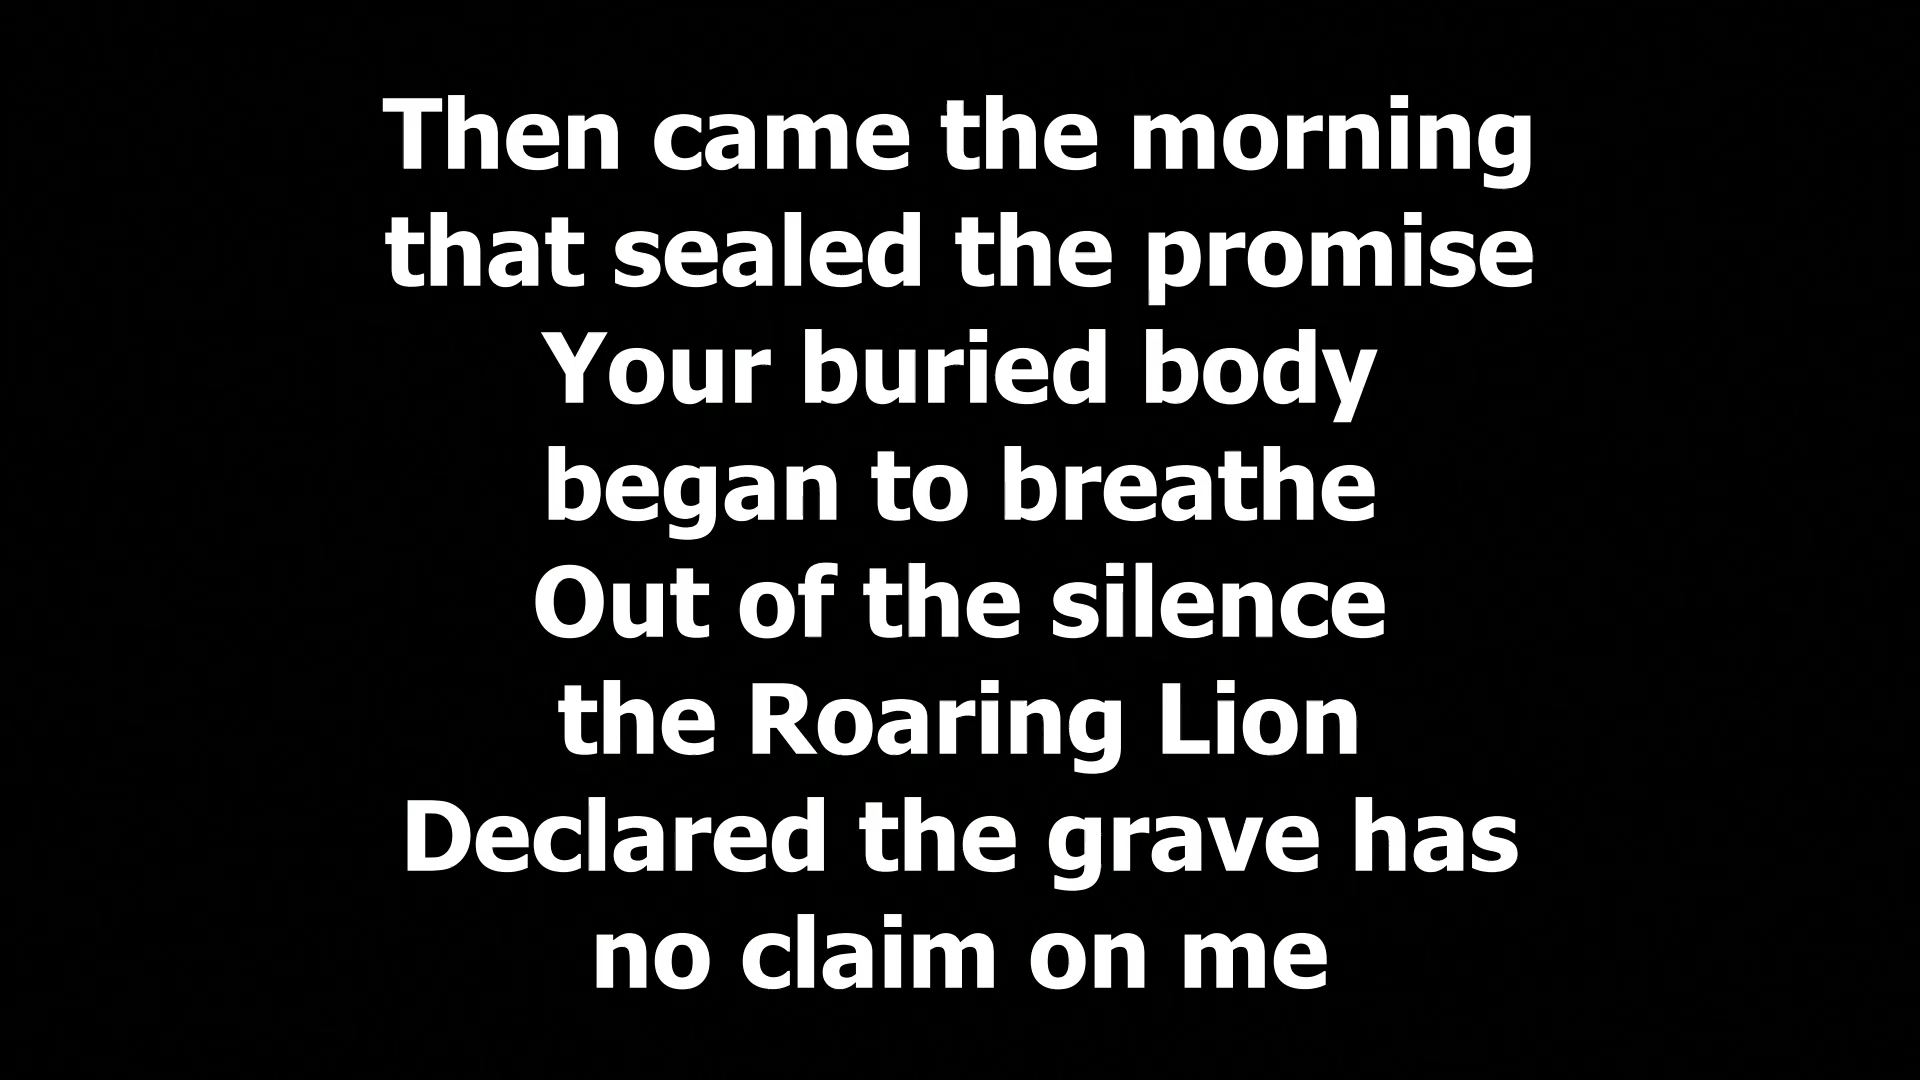 Then came the morning
that sealed the promise
Your buried body
began to breathe
Out of the silence
the Roaring Lion
Declared the grave has
no claim on me